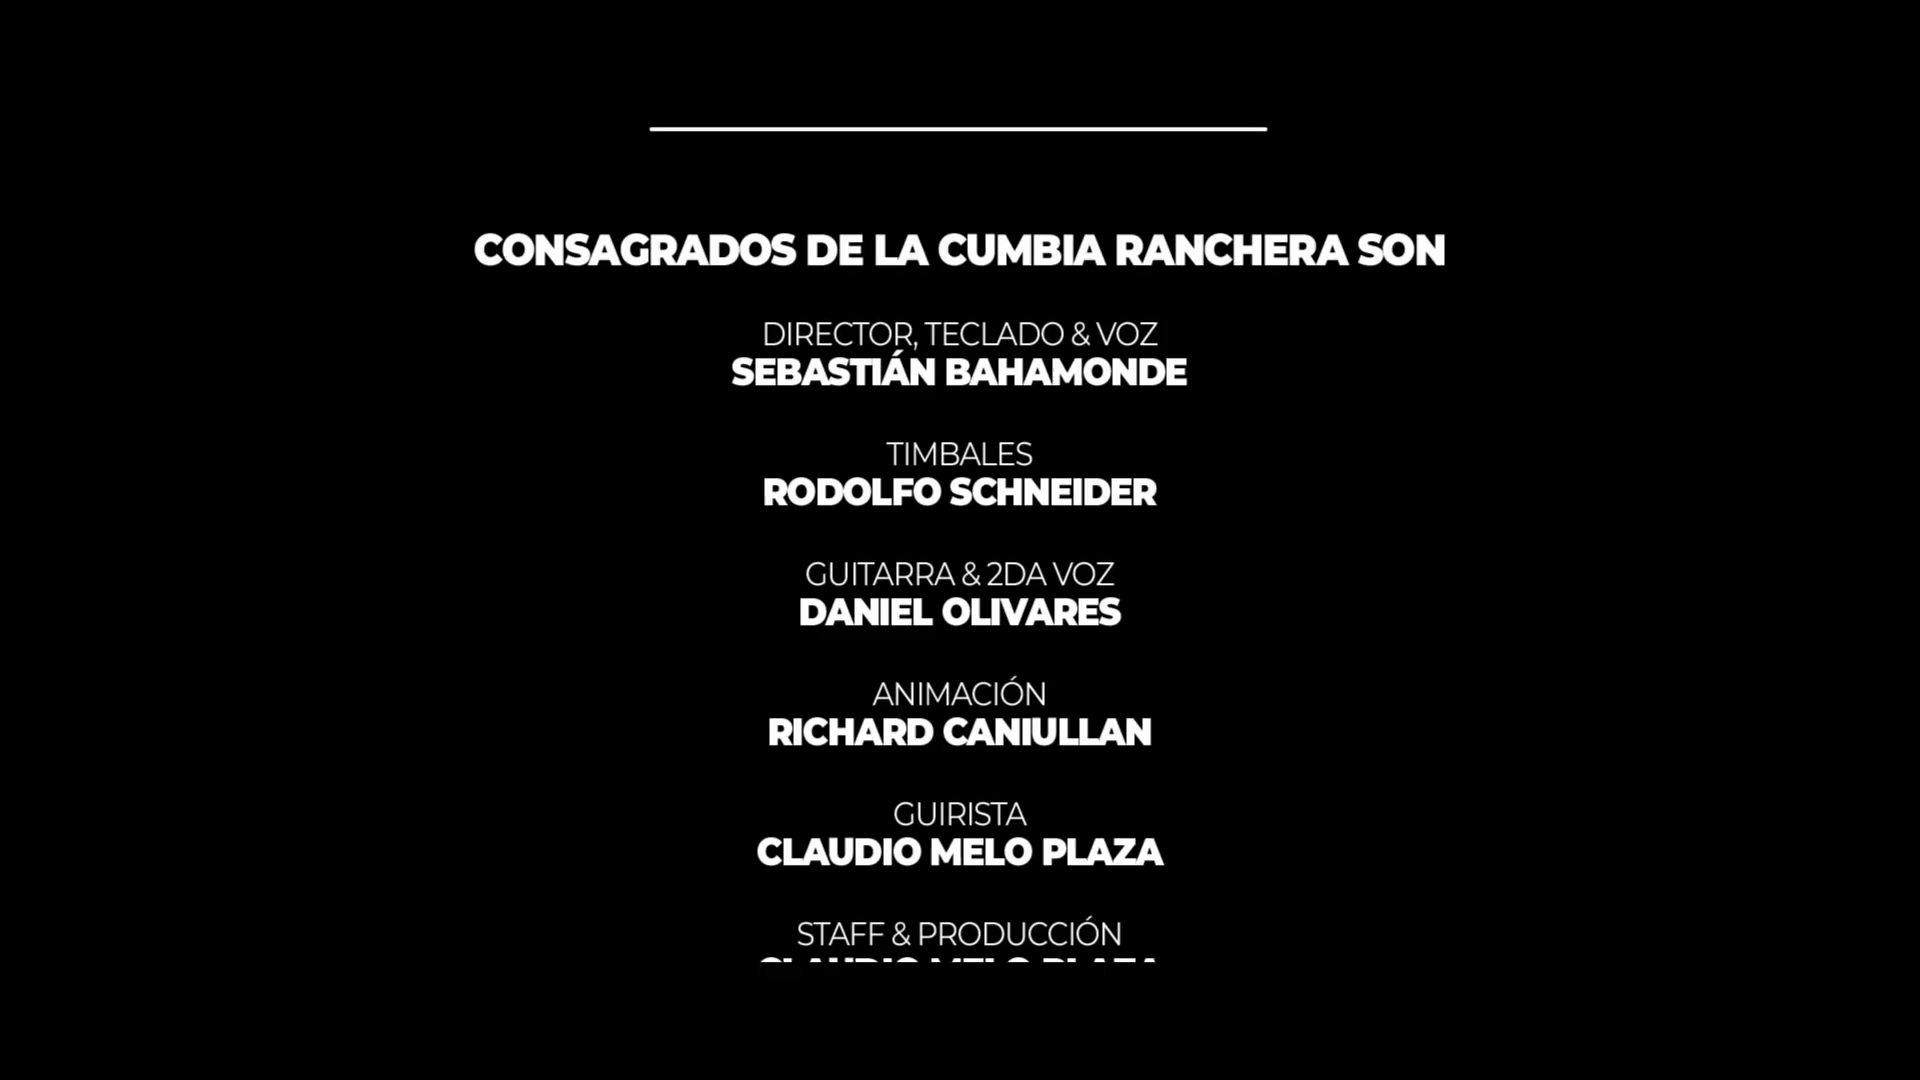 CONSAGRADOS DE LA CUMBIA RANCHERA SON
DIRECTOR, TECLADO & VOZ
SEBASTIÁN BAHAMONDE
TIMBALES
RODOLFO SCHNEIDER
GUITARRA & 2DA VOZ
DANIEL OLIVARES
ANIMACIÓN
RICHARD CANIULLAN
GUIRISTA
CLAUDIO MELO PLAZA
STAFF & PRODUCCIÓN